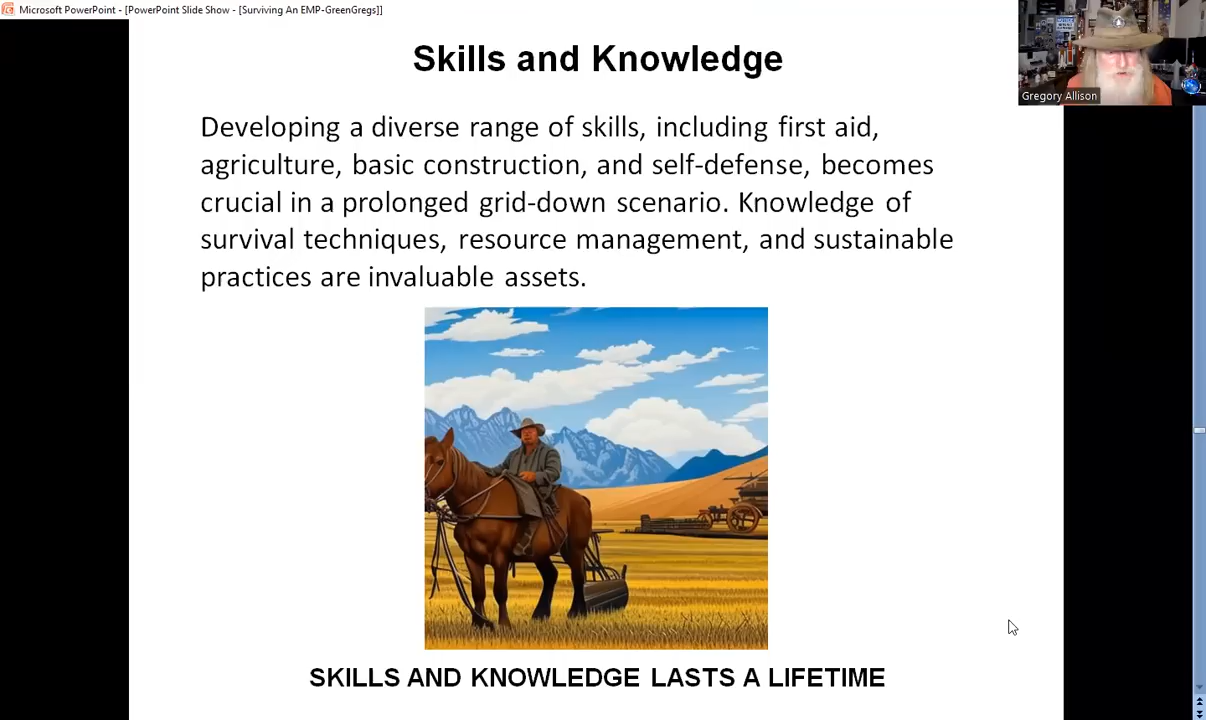 Microsoft PowerPoint - [PowerPoint Slide Show - [Surviving An EMP-GreenGregs]]
Skills and Knowledge
Gregory Allison
Developing a diverse range of skills, including first aid,
agriculture, basic construction, and self-defense, becomes
crucial in a prolonged grid-down scenario. Knowledge of
survival techniques, resource management, and sustainable
practices are invaluable assets.
SKILLS AND KNOWLEDGE LASTS A LIFETIME